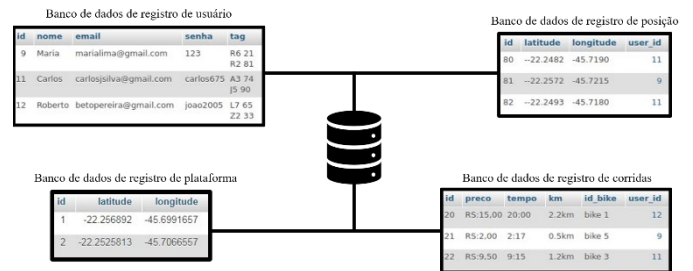 Banco de dados de registro de usuário
id nome email senha tag
9 Maria marialima@gmail.com 123 R6 21
R2 81
11 Carlos carlosjsilva@gmail.com carlos675 A3 74
J5 90
12 Roberto betopereira@gmail.com joao2005 L7 65
Z2 33
Banco de dados de registro de posição
id latitude longitude user_id
80 --22.2482 -45.7190 11
81 --22.2572 -45.7215 9
82 --22.2493 -45.7180 11
Banco de dados de registro de plataforma
id latitude longitude
1 -22.256892 -45.6991657
2 -22.2525813 -45.7066557
Banco de dados de registro de corridas
id preco tempo km id_bike user_id
20 RS:15,00 20:00 2.2km bike 1 12
21 RS:2,00 2:17 0.5km bike 5 9
22 RS:9,50 9:15 1.2km bike 3 11